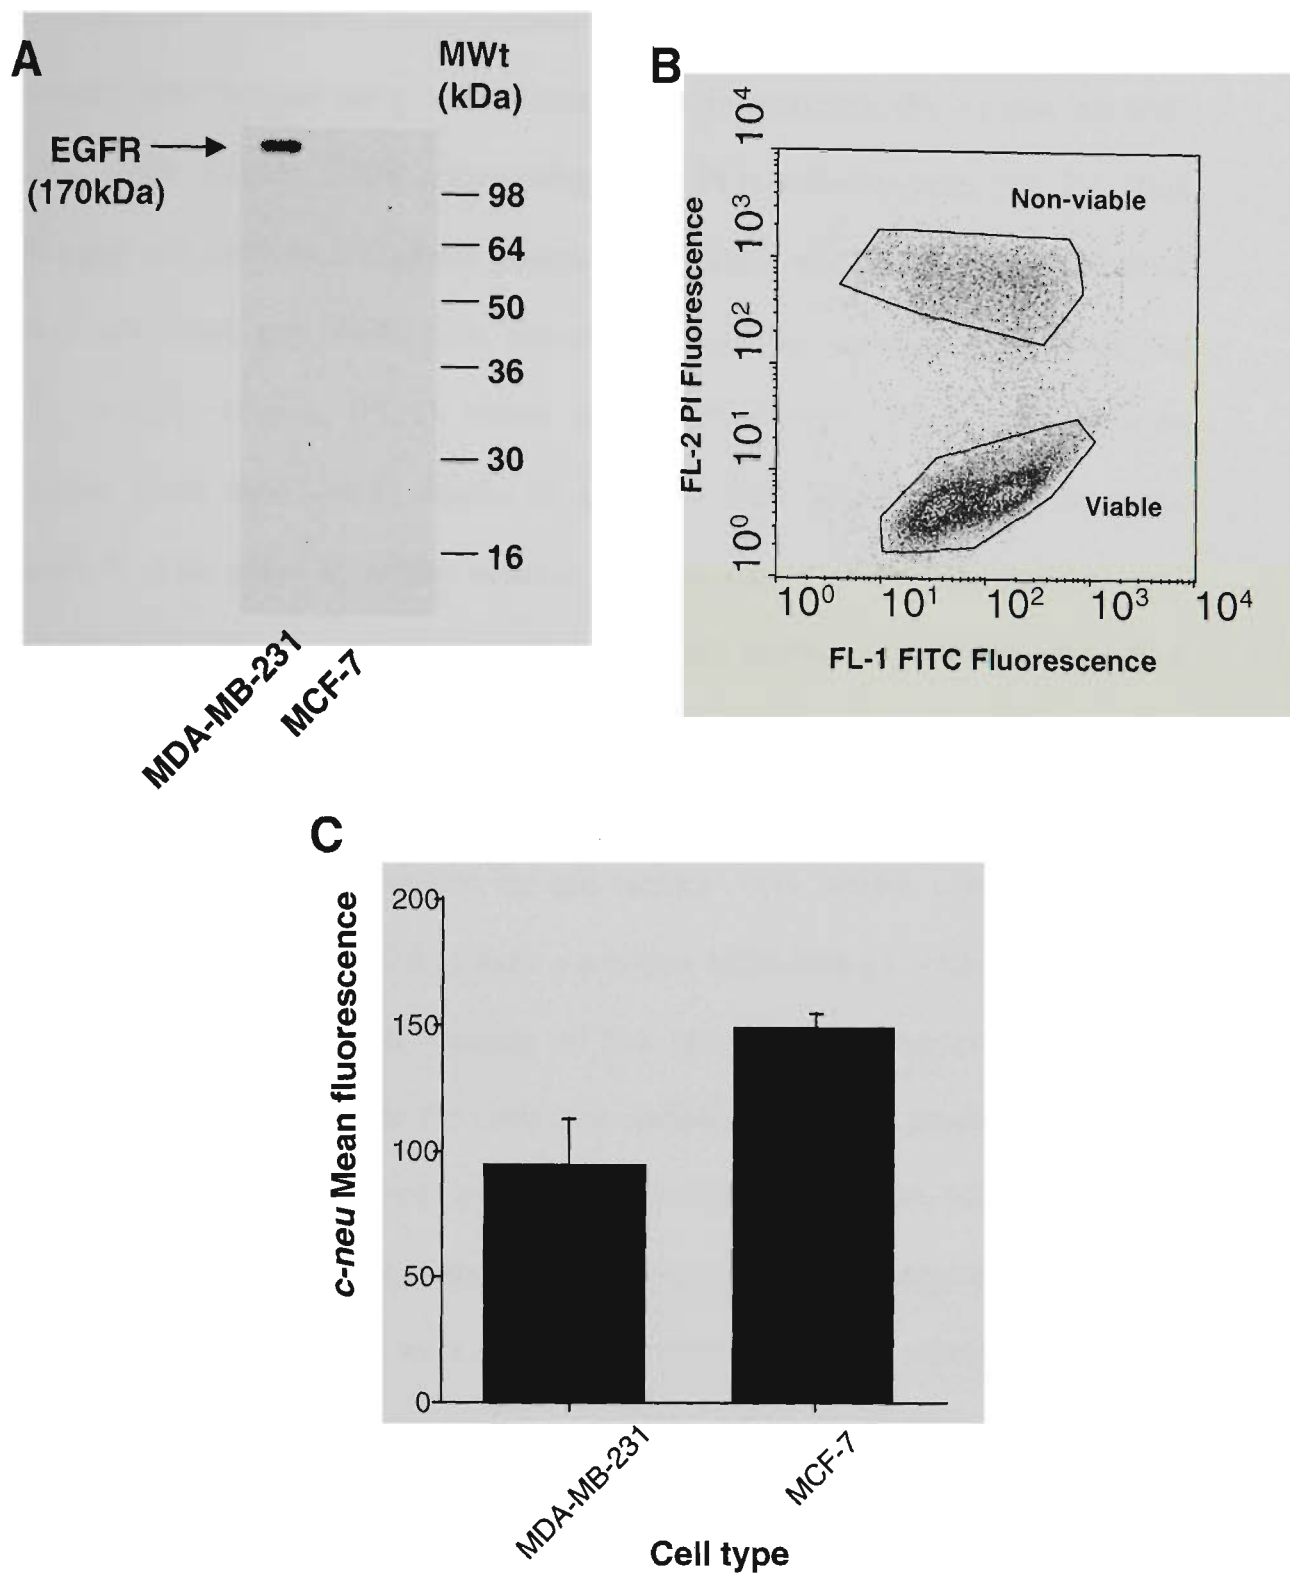 A
MWt
(kDa)
EGFR
(170kDa)
98
64
50
36
30
16
MDA-MB-231
MCF-7
B
10⁴
10³
10²
10¹
10⁰
FL-2 PI Fluorescence
Non-viable
Viable
10⁰ 10¹ 10² 10³ 10⁴
FL-1 FITC Fluorescence
C
200
150
100
50
0
c-neu Mean fluorescence
MDA-MB-231
MCF-7
Cell type